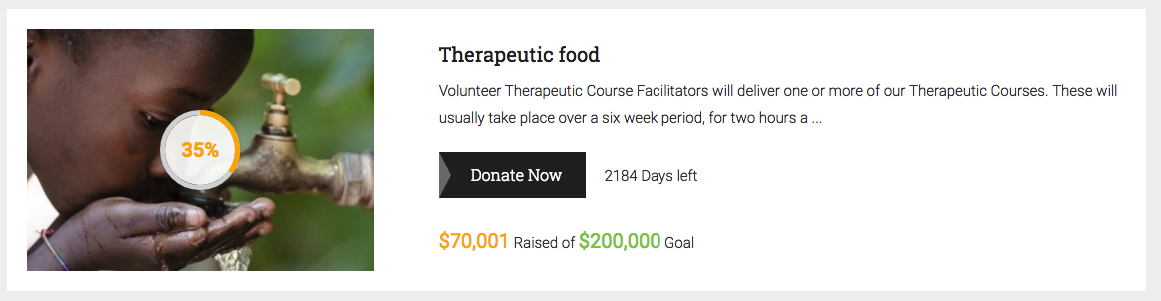 35%
Therapeutic food
Volunteer Therapeutic Course Facilitators will deliver one or more of our Therapeutic Courses. These will
usually take place over a six week period, for two hours a ...
Donate Now
2184 Days left
$70,001 Raised of $200,000 Goal